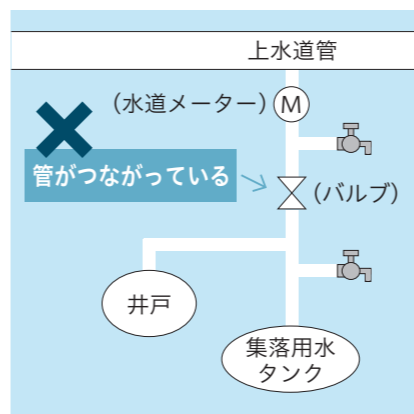 上水道管
（水道メーター）
M
管がつながっている
（バルブ）
井戸
集落用水
タンク